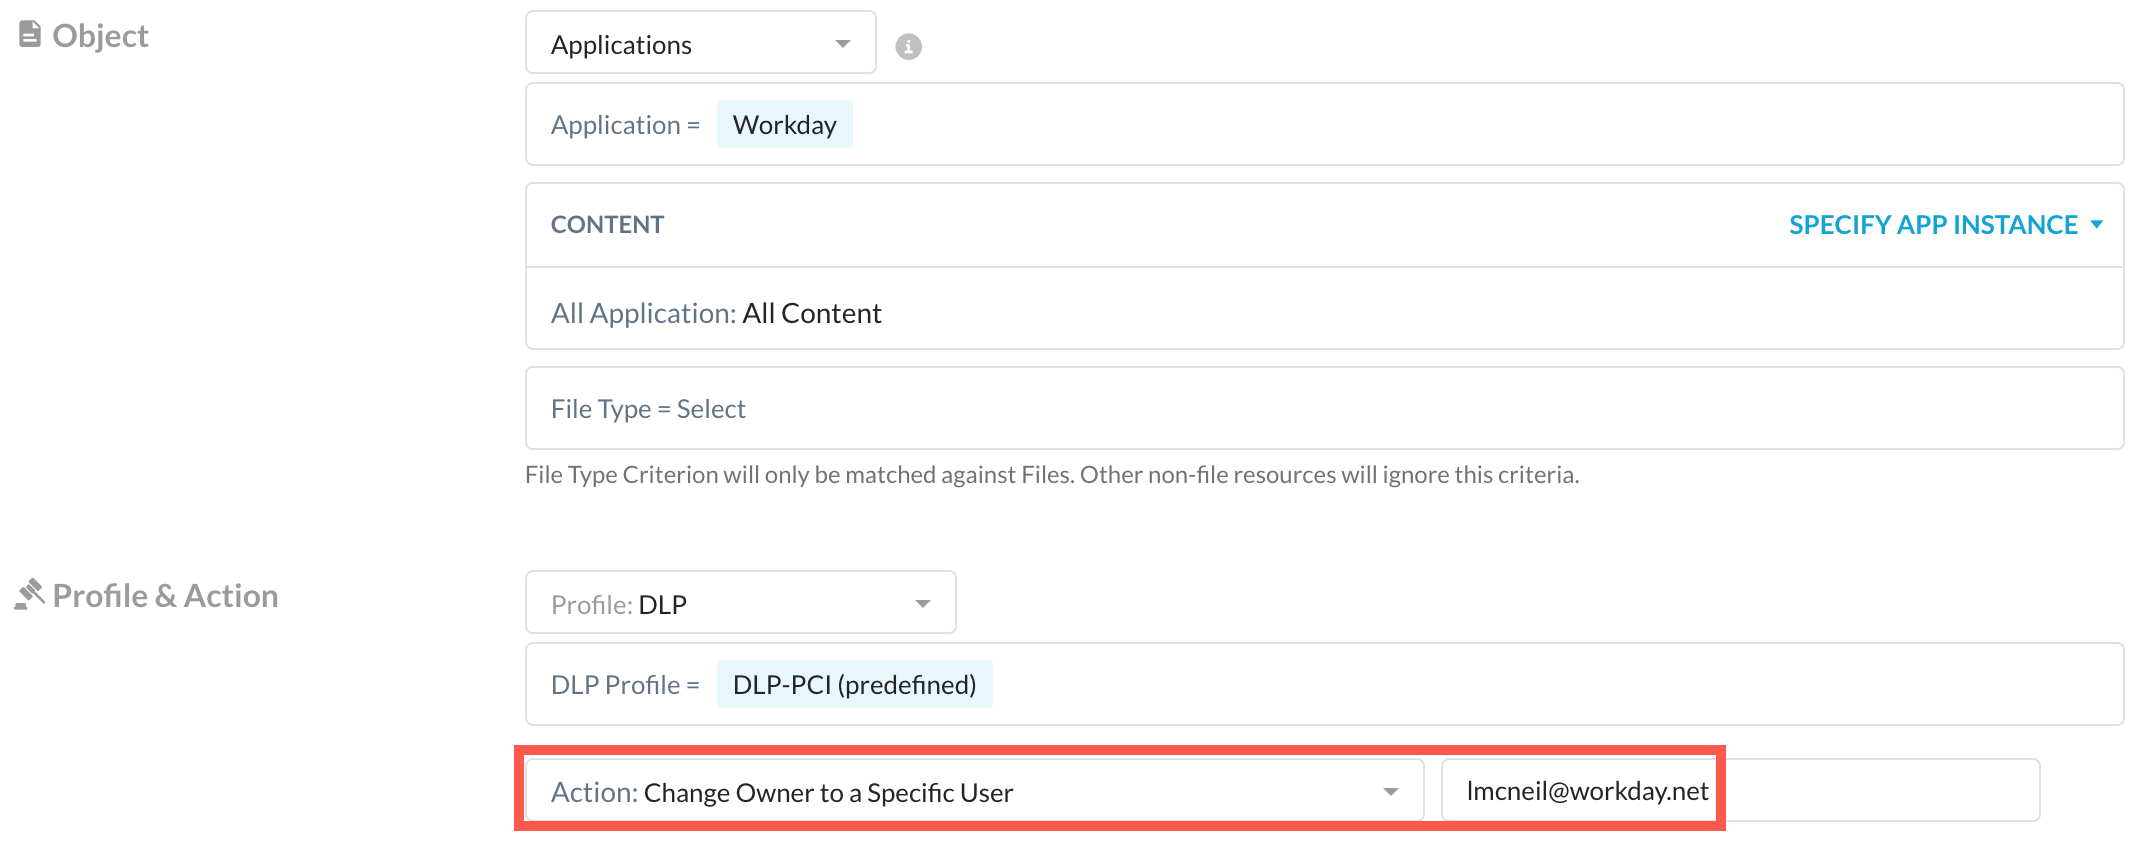 Object
Applications
Application = Workday
CONTENT
SPECIFY APP INSTANCE
All Application: All Content
File Type = Select
File Type Criterion will only be matched against Files. Other non-file resources will ignore this criteria.
Profile & Action
Profile: DLP
DLP Profile = DLP-PCI (predefined)
Action: Change Owner to a Specific User
lmcneil@workday.net